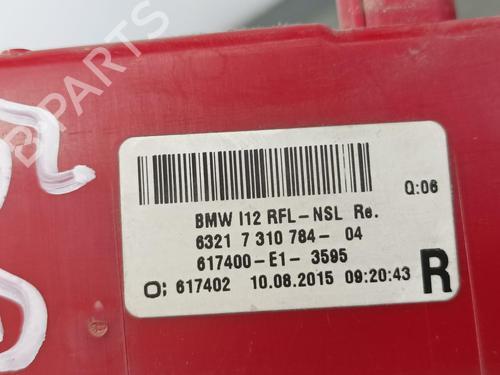 B-PARTS
Q:06
BMW I12 RFL-NSL Re.
6321 7 310 784- 04
617400-E1- 3595
O; 617402 10.08.2015 09:20:43
R